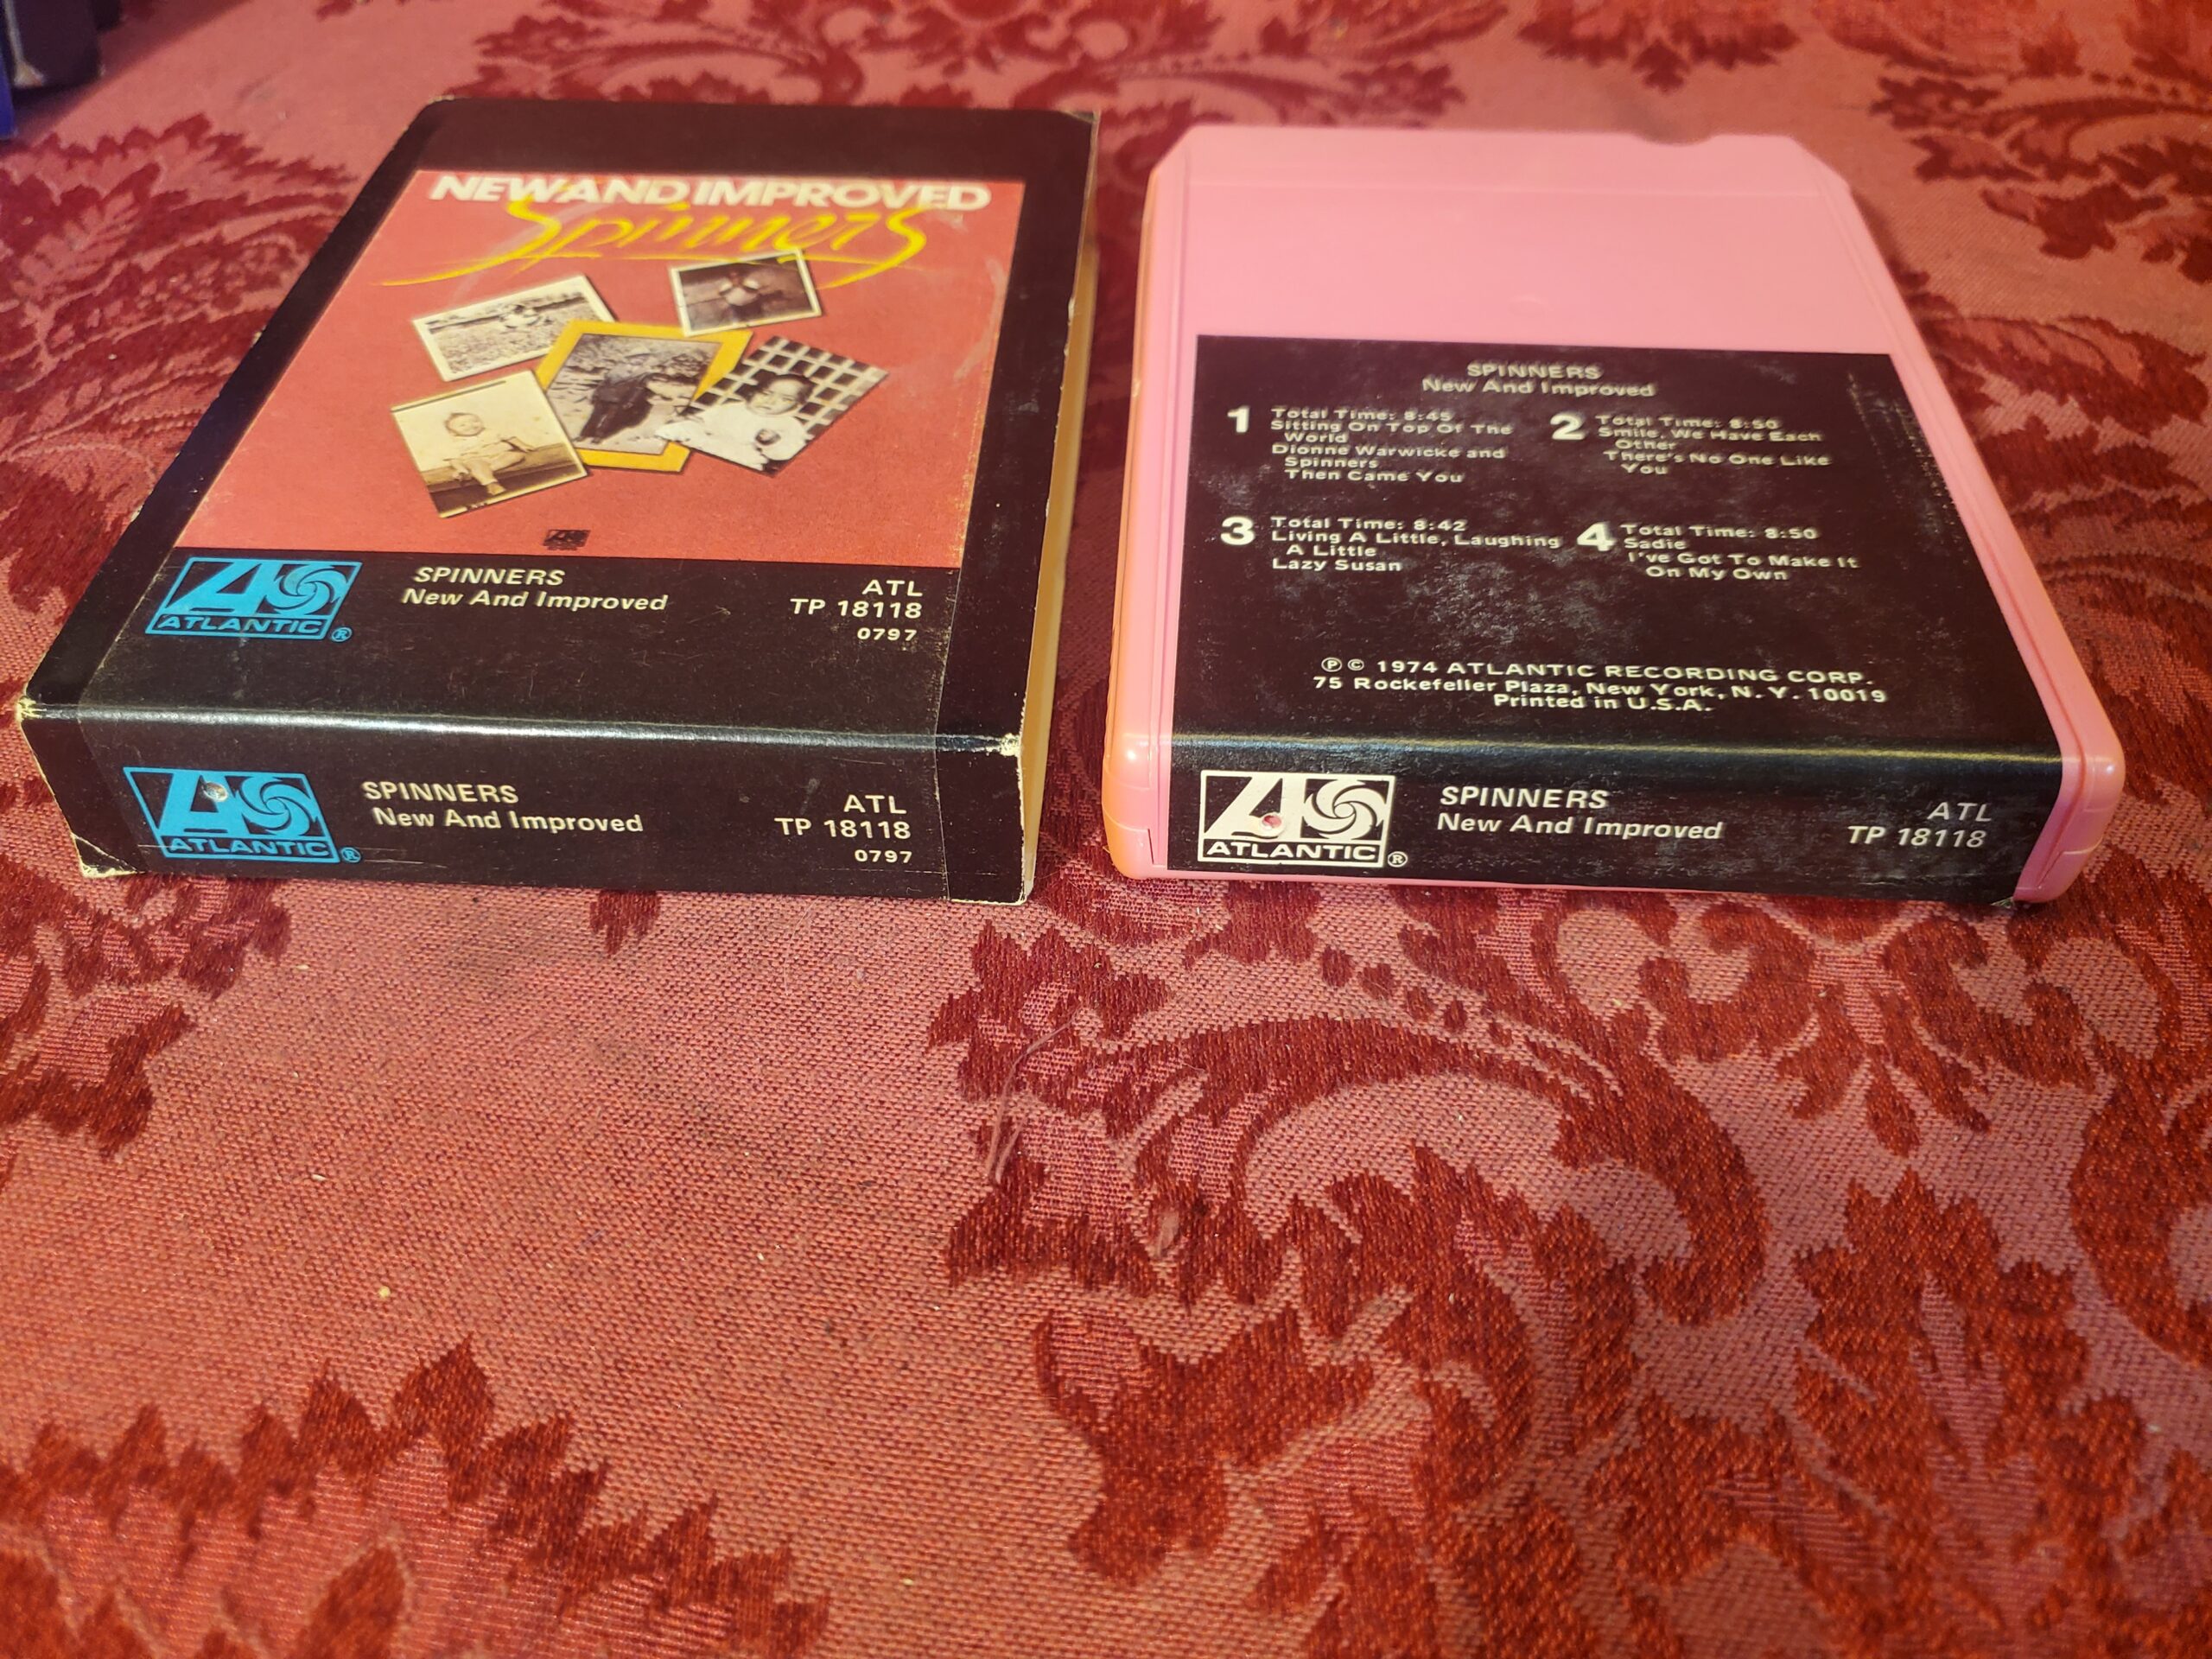 NEW AND IMPROVED
Spinners
ATLANTIC®
SPINNERS
New And Improved
ATL
TP 18118
0797
ATLANTIC®
SPINNERS
New And Improved
ATL
TP 18118
0797
SPINNERS
New And Improved
1
Total Time: 8:45
Sitting On Top Of The
World
Dionne Warwicke and
Spinners
Then Came You
2
Total Time: 8:50
Smile, We Have Each
Other
There's No One Like
You
3
Total Time: 8:42
Living A Little, Laughing
A Little
Lazy Susan
4
Total Time: 8:50
Sadie
I've Got To Make It
On My Own
℗© 1974 ATLANTIC RECORDING CORP.
75 Rockefeller Plaza, New York, N. Y. 10019
Printed in U.S.A.
ATLANTIC®
SPINNERS
New And Improved
ATL
TP 18118